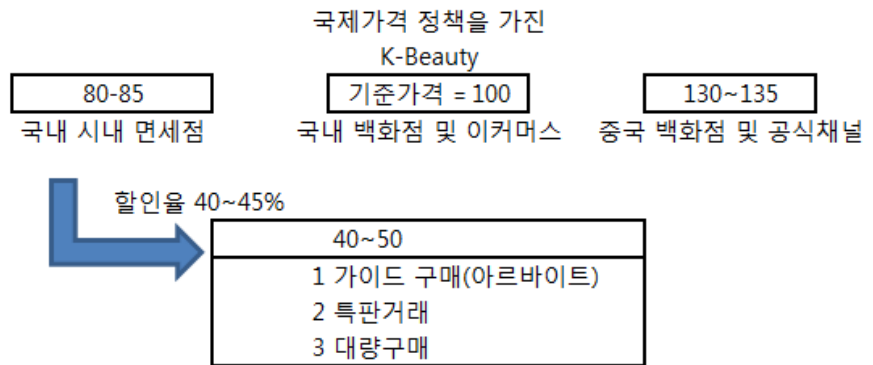 국제가격 정책을 가진
K-Beauty
80-85
기준가격 = 100
130~135
국내 시내 면세점
국내 백화점 및 이커머스
중국 백화점 및 공식채널
할인율 40~45%
40~50
1 가이드 구매(아르바이트)
2 특판거래
3 대량구매